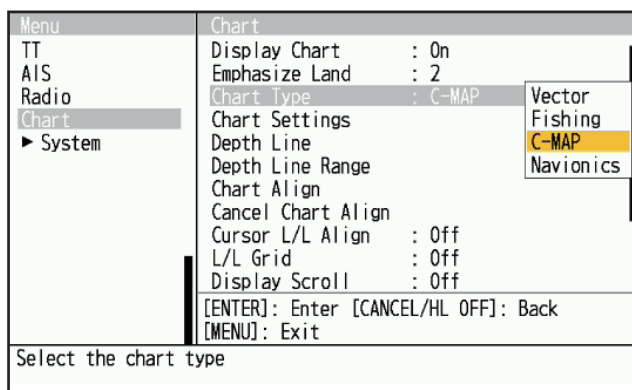 Menu
TT
AIS
Radio
Chart
► System
Chart
Display Chart : On
Emphasize Land : 2
Chart Type : C-MAP
Chart Settings
Depth Line
Depth Line Range
Chart Align
Cancel Chart Align
Cursor L/L Align : Off
L/L Grid : Off
Display Scroll : Off
Vector
Fishing
C-MAP
Navionics
[ENTER]: Enter [CANCEL/HL OFF]: Back
[MENU]: Exit
Select the chart type